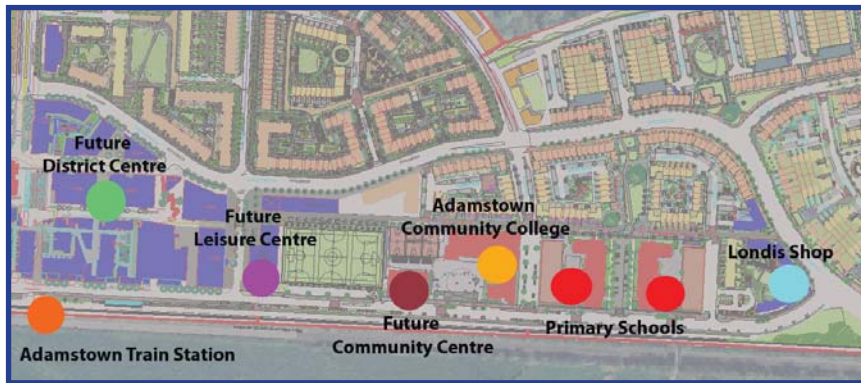 Future
District Centre
Future
Leisure Centre
Adamstown
Community College
Londis Shop
Future
Community Centre
Primary Schools
Adamstown Train Station